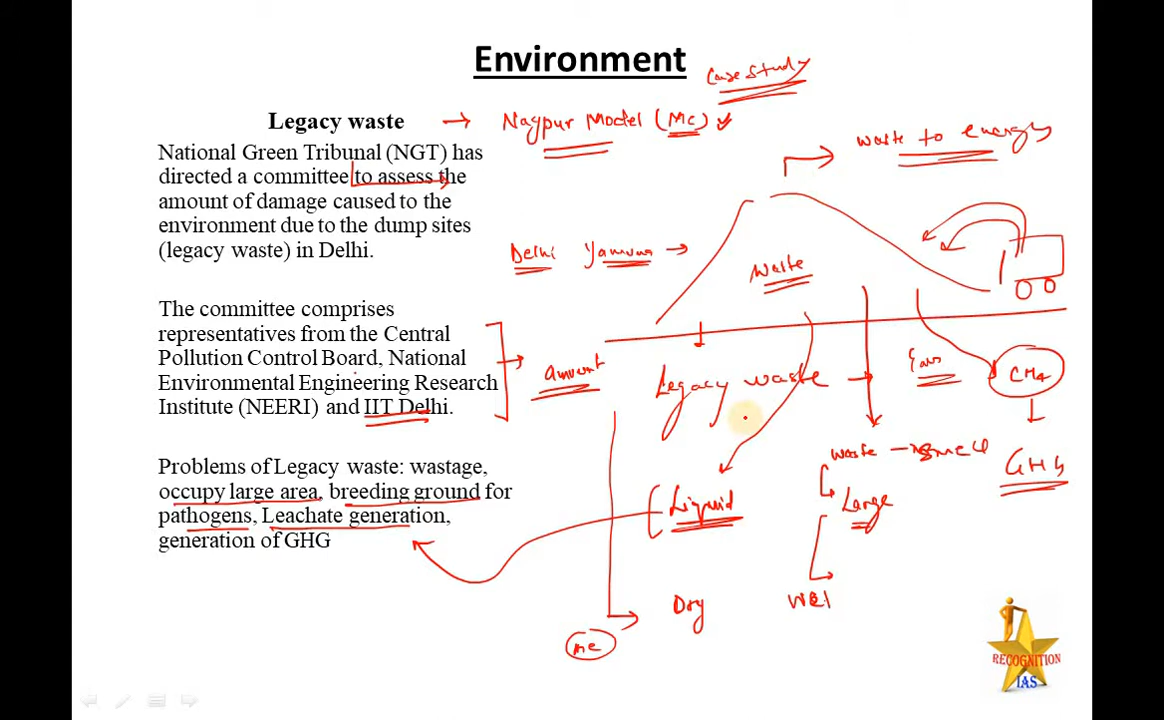 Environment
Case Study
Legacy waste → Nagpur Model (MC) ✓
waste to energy
National Green Tribunal (NGT) has
directed a committee to assess the
amount of damage caused to the
environment due to the dump sites
(legacy waste) in Delhi.
Delhi Yamuna →
Waste
The committee comprises
representatives from the Central
Pollution Control Board, National
Environmental Engineering Research
Institute (NEERI) and IIT Delhi.
amount
Legacy waste →
CH4
Problems of Legacy waste: wastage,
occupy large area, breeding ground for
pathogens, Leachate generation,
generation of GHG
waste → smell
GHG
Liquid
Large
Dry
mc
RECOGNITION
IAS